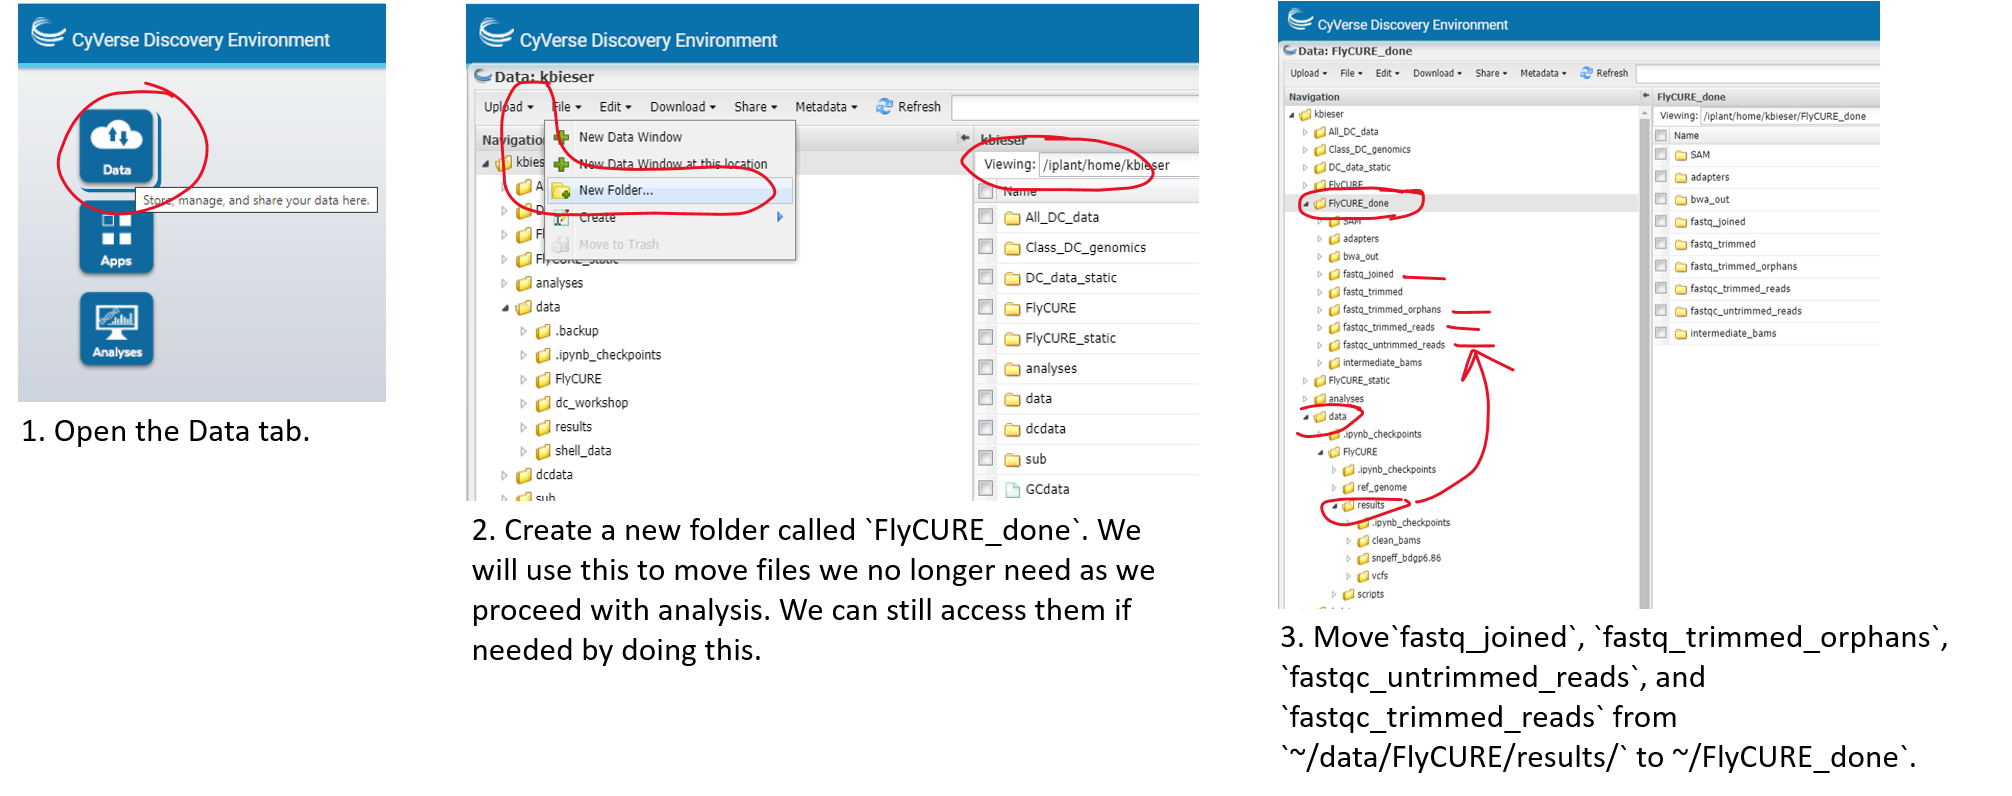 CyVerse Discovery Environment
Data
Store, manage, and share your data here.
Apps
Analyses
1. Open the Data tab.
CyVerse Discovery Environment
Data: kbieser
Upload File Edit Download Share Metadata Refresh
Navigatio
New Data Window
New Data Window at this location
New Folder...
Create
Move to Trash
kbies
A
D
Fl
FlyCURE_static
analyses
data
.backup
.ipynb_checkpoints
FlyCURE
dc_workshop
results
shell_data
dcdata
sub
kbieser
Viewing: /iplant/home/kbieser
Name
All_DC_data
Class_DC_genomics
DC_data_static
FlyCURE
FlyCURE_static
analyses
data
dcdata
sub
GCdata
2. Create a new folder called `FlyCURE_done`. We
will use this to move files we no longer need as we
proceed with analysis. We can still access them if
needed by doing this.
CyVerse Discovery Environment
Data: FlyCURE_done
Upload File Edit Download Share Metadata Refresh
Navigation
kbieser
All_DC_data
Class_DC_genomics
DC_data_static
FlyCURE
FlyCURE_done
SAM
adapters
bwa_out
fastq_joined
fastq_trimmed
fastq_trimmed_orphans
fastqc_trimmed_reads
fastqc_untrimmed_reads
intermediate_bams
FlyCURE_static
analyses
data
.ipynb_checkpoints
FlyCURE
.ipynb_checkpoints
ref_genome
results
.ipynb_checkpoints
clean_bams
snpeff_bdgp6.86
vcfs
scripts
FlyCURE_done
Viewing: /iplant/home/kbieser/FlyCURE_done
Name
SAM
adapters
bwa_out
fastq_joined
fastq_trimmed
fastq_trimmed_orphans
fastqc_trimmed_reads
fastqc_untrimmed_reads
intermediate_bams
3. Move`fastq_joined`, `fastq_trimmed_orphans`,
`fastqc_untrimmed_reads`, and
`fastqc_trimmed_reads` from
`~/data/FlyCURE/results/` to ~/FlyCURE_done`.